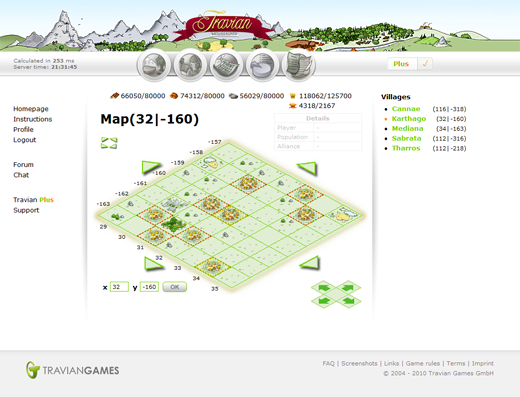 Travian
Calculated in 253 ms
Server time: 21:31:45
Plus
66050/80000 74312/80000 56029/80000 118062/125700
4318/2167
Villages
Cannae (116|-318)
Karthago (32|-160)
Mediana (34|-163)
Sabrata (112|-318)
Tharros (112|-218)
Homepage
Instructions
Profile
Logout
Forum
Chat
Travian Plus
Support
Map(32|-160)
Details
Player -
Population -
Alliance -
-157
-158
-159
-160
-161
-162
-163
29
30
31
32
33
34
35
x 32 y -160 OK
TRAVIANGAMES
FAQ | Screenshots | Links | Game rules | Terms | Imprint
© 2004 - 2010 Travian Games GmbH